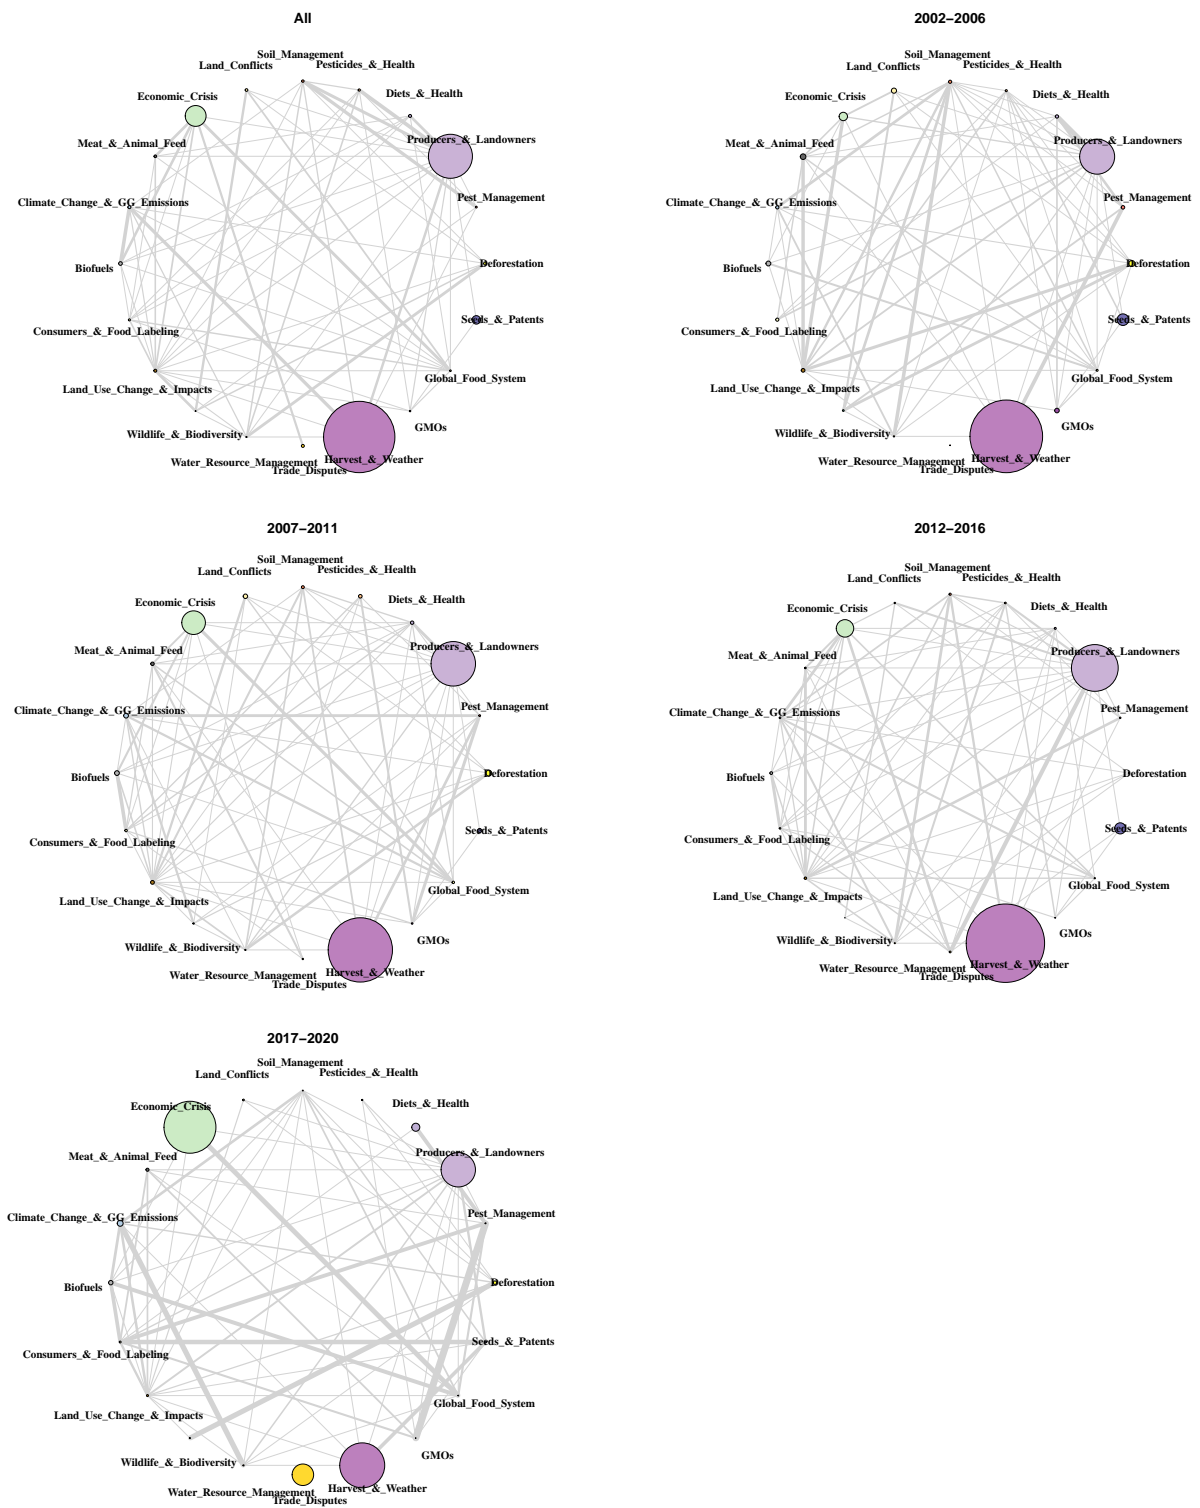 All
Soil_Management
Land_Conflicts
Pesticides_&_Health
Economic_Crisis
Diets_&_Health
Meat_&_Animal_Feed
Producers_&_Landowners
Climate_Change_&_GG_Emissions
Pest_Management
Biofuels
Deforestation
Consumers_&_Food_Labeling
Seeds_&_Patents
Land_Use_Change_&_Impacts
Global_Food_System
Wildlife_&_Biodiversity
GMOs
Water_Resource_Management
Harvest_&_Weather
Trade_Disputes
2002–2006
Soil_Management
Land_Conflicts
Pesticides_&_Health
Economic_Crisis
Diets_&_Health
Meat_&_Animal_Feed
Producers_&_Landowners
Climate_Change_&_GG_Emissions
Pest_Management
Biofuels
Deforestation
Consumers_&_Food_Labeling
Seeds_&_Patents
Land_Use_Change_&_Impacts
Global_Food_System
Wildlife_&_Biodiversity
GMOs
Water_Resource_Management
Harvest_&_Weather
Trade_Disputes
2007–2011
Soil_Management
Land_Conflicts
Pesticides_&_Health
Economic_Crisis
Diets_&_Health
Meat_&_Animal_Feed
Producers_&_Landowners
Climate_Change_&_GG_Emissions
Pest_Management
Biofuels
Deforestation
Consumers_&_Food_Labeling
Seeds_&_Patents
Land_Use_Change_&_Impacts
Global_Food_System
Wildlife_&_Biodiversity
GMOs
Water_Resource_Management
Harvest_&_Weather
Trade_Disputes
2012–2016
Soil_Management
Land_Conflicts
Pesticides_&_Health
Economic_Crisis
Diets_&_Health
Meat_&_Animal_Feed
Producers_&_Landowners
Climate_Change_&_GG_Emissions
Pest_Management
Biofuels
Deforestation
Consumers_&_Food_Labeling
Seeds_&_Patents
Land_Use_Change_&_Impacts
Global_Food_System
Wildlife_&_Biodiversity
GMOs
Water_Resource_Management
Harvest_&_Weather
Trade_Disputes
2017–2020
Soil_Management
Land_Conflicts
Pesticides_&_Health
Economic_Crisis
Diets_&_Health
Meat_&_Animal_Feed
Producers_&_Landowners
Climate_Change_&_GG_Emissions
Pest_Management
Biofuels
Deforestation
Consumers_&_Food_Labeling
Seeds_&_Patents
Land_Use_Change_&_Impacts
Global_Food_System
Wildlife_&_Biodiversity
GMOs
Water_Resource_Management
Harvest_&_Weather
Trade_Disputes